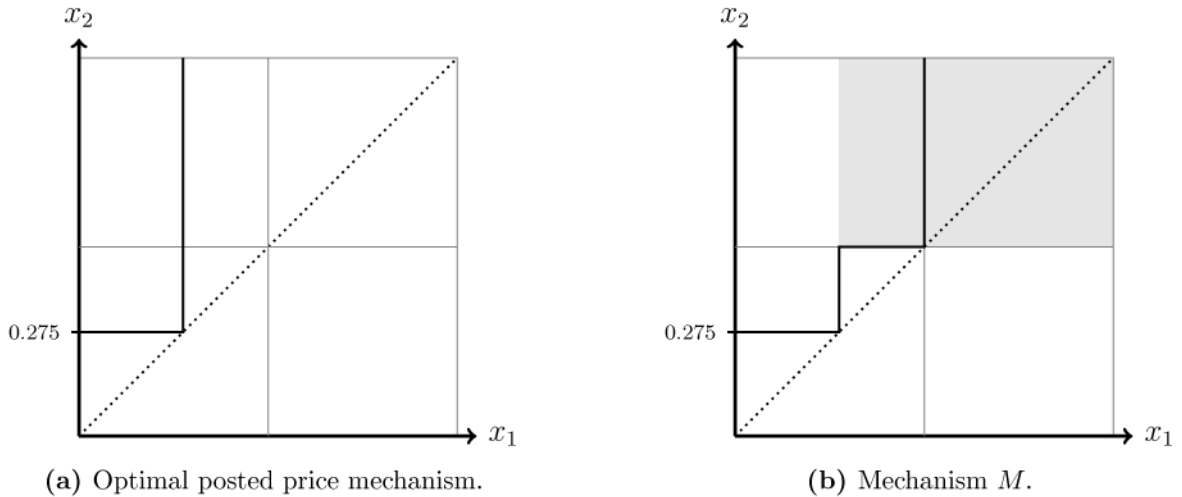 x₂
0.275
x₁
(a) Optimal posted price mechanism.
x₂
0.275
x₁
(b) Mechanism M.